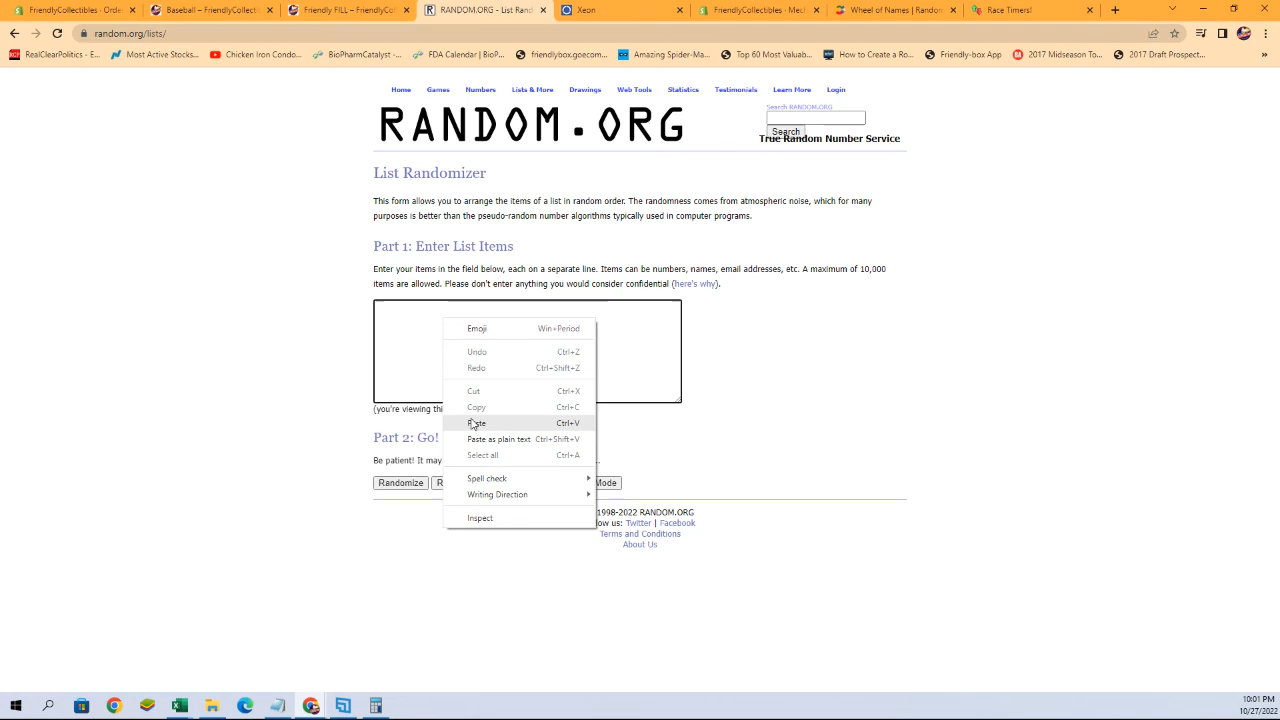 FriendlyCollectibles - Orde
Baseball – FriendlyCollecti
Friendly FILL – FriendlyCo
RANDOM.ORG - List Rand
Xeon
FriendlyCollectibles - Mech
Wheel of Names | Random
Race Timers!
random.org/lists/
RealClearPolitics - E...
Most Active Stocks...
Chicken Iron Condo...
BioPharmCatalyst -...
FDA Calendar | BioP...
friendlybox.goecom...
Amazing Spider-Ma...
Top 60 Most Valuab...
How to Create a Ro...
Friendly-box App
2017 Midseason To...
2017 Draft Prospect...
Home Games Numbers Lists & More Drawings Web Tools Statistics Testimonials Learn More Login
RANDOM.ORG
Search RANDOM.ORG
Search
True Random Number Service
List Randomizer
This form allows you to arrange the items of a list in random order. The randomness comes from atmospheric noise, which for many
purposes is better than the pseudo-random number algorithms typically used in computer programs.
Part 1: Enter List Items
Enter your items in the field below, each on a separate line. Items can be numbers, names, email addresses, etc. A maximum of 10,000
items are allowed. Please don't enter anything you would consider confidential (here's why).
Emoji Win+Period
Undo Ctrl+Z
Redo Ctrl+Shift+Z
Cut Ctrl+X
Copy Ctrl+C
Paste Ctrl+V
Paste as plain text Ctrl+Shift+V
Select all Ctrl+A
Spell check
Writing Direction
Inspect
(you're viewing thi
Part 2: Go!
Be patient! It may
Randomize R Mode
1998-2022 RANDOM.ORG
low us: Twitter | Facebook
Terms and Conditions
About Us
10:01 PM
10/27/2022